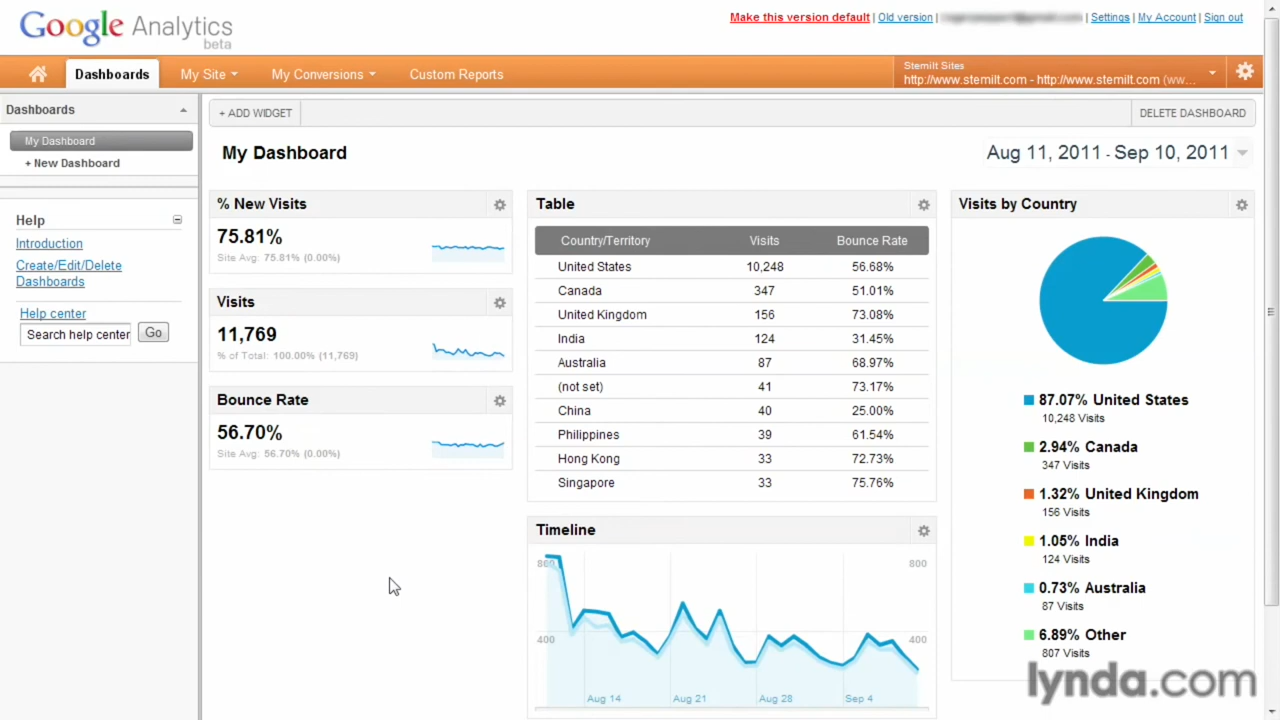 Google Analytics
beta
Make this version default | Old version | | Settings | My Account | Sign out
Dashboards
My Site
My Conversions
Custom Reports
Stemilt Sites
http://www.stemilt.com - http://www.stemilt.com (ww...
Dashboards
My Dashboard
+ New Dashboard
Help
Introduction
Create/Edit/Delete
Dashboards
Help center
Search help center
Go
+ ADD WIDGET
DELETE DASHBOARD
My Dashboard
Aug 11, 2011 - Sep 10, 2011
% New Visits
75.81%
Site Avg: 75.81% (0.00%)
Visits
11,769
% of Total: 100.00% (11,769)
Bounce Rate
56.70%
Site Avg: 56.70% (0.00%)
Table
Country/Territory Visits Bounce Rate
United States 10,248 56.68%
Canada 347 51.01%
United Kingdom 156 73.08%
India 124 31.45%
Australia 87 68.97%
(not set) 41 73.17%
China 40 25.00%
Philippines 39 61.54%
Hong Kong 33 72.73%
Singapore 33 75.76%
Timeline
800 800
400 400
Aug 14 Aug 21 Aug 28 Sep 4
Visits by Country
87.07% United States
10,248 Visits
2.94% Canada
347 Visits
1.32% United Kingdom
156 Visits
1.05% India
124 Visits
0.73% Australia
87 Visits
6.89% Other
807 Visits
lynda.com